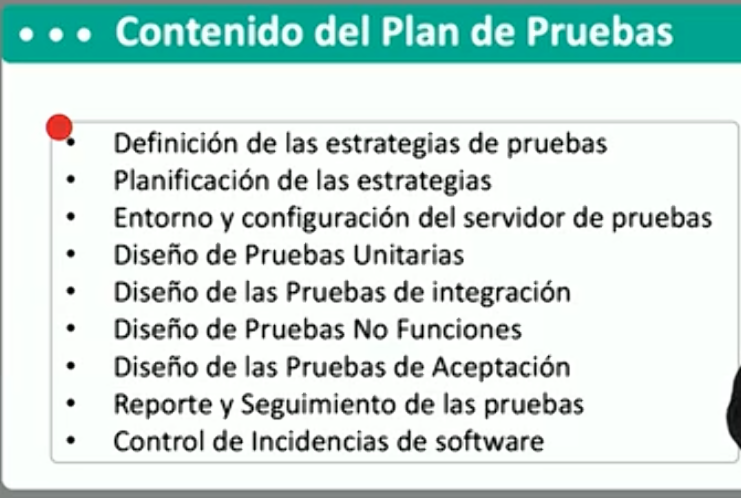 Contenido del Plan de Pruebas
• Definición de las estrategias de pruebas
• Planificación de las estrategias
• Entorno y configuración del servidor de pruebas
• Diseño de Pruebas Unitarias
• Diseño de las Pruebas de integración
• Diseño de Pruebas No Funciones
• Diseño de las Pruebas de Aceptación
• Reporte y Seguimiento de las pruebas
• Control de Incidencias de software